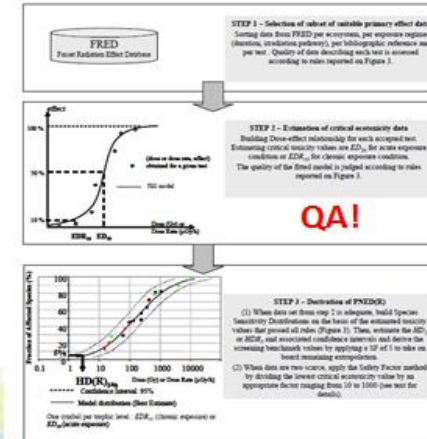 FRED
Faset Radiation Effect Database
STEP 1 – Selection of subset of suitable primary effect data
Sorting data from FRED per ecosystem, per exposure regime
(duration, irradiation pathway), per bibliographic reference and
per test. Quality of data describing each test is assessed
according to rules reported on Figure 3.
effect
100 %
50 %
10 %
(dose or dose rate, effect)
obtained for a given test
Fill model
EDR10 ED50
Dose (Gy) or
Dose Rate (µGy/h)
STEP 2 – Estimation of critical ecotoxicity data
Building Dose-effect relationship for each accepted test.
Estimating critical toxicity values are ED50 for acute exposure
condition or EDR10 for chronic exposure condition.
The quality of the fitted model is judged according to rules
reported on Figure 3.
QA!
Fraction of Affected Species (%)
100
80
60
40
20
5%
0
1 10 100 1000 10000
HD(R)5%
Dose (Gy) or Dose Rate (µGy/h)
Confidence Interval 95%
Model distribution (Best Estimate)
One symbol per trophic level: EDR10 (chronic exposure) or
ED50 (acute exposure)
STEP 3 – Derivation of PNED(R)
(1) When data set from step 2 is adequate, build Species
Sensitivity Distributions on the basis of the estimated toxicity
values that passed all rules (Figure 3). Then, estimate the HD5
or HDR5 and associated confidence intervals and derive the
screening benchmark values by applying a SF of 5 to take on
board remaining extrapolation.
(2) When data are two scarce, apply the Safety Factor method
by dividing the lowest critical ecotoxicity value by an
appropriate factor ranging from 10 to 1000 (see text for
details).